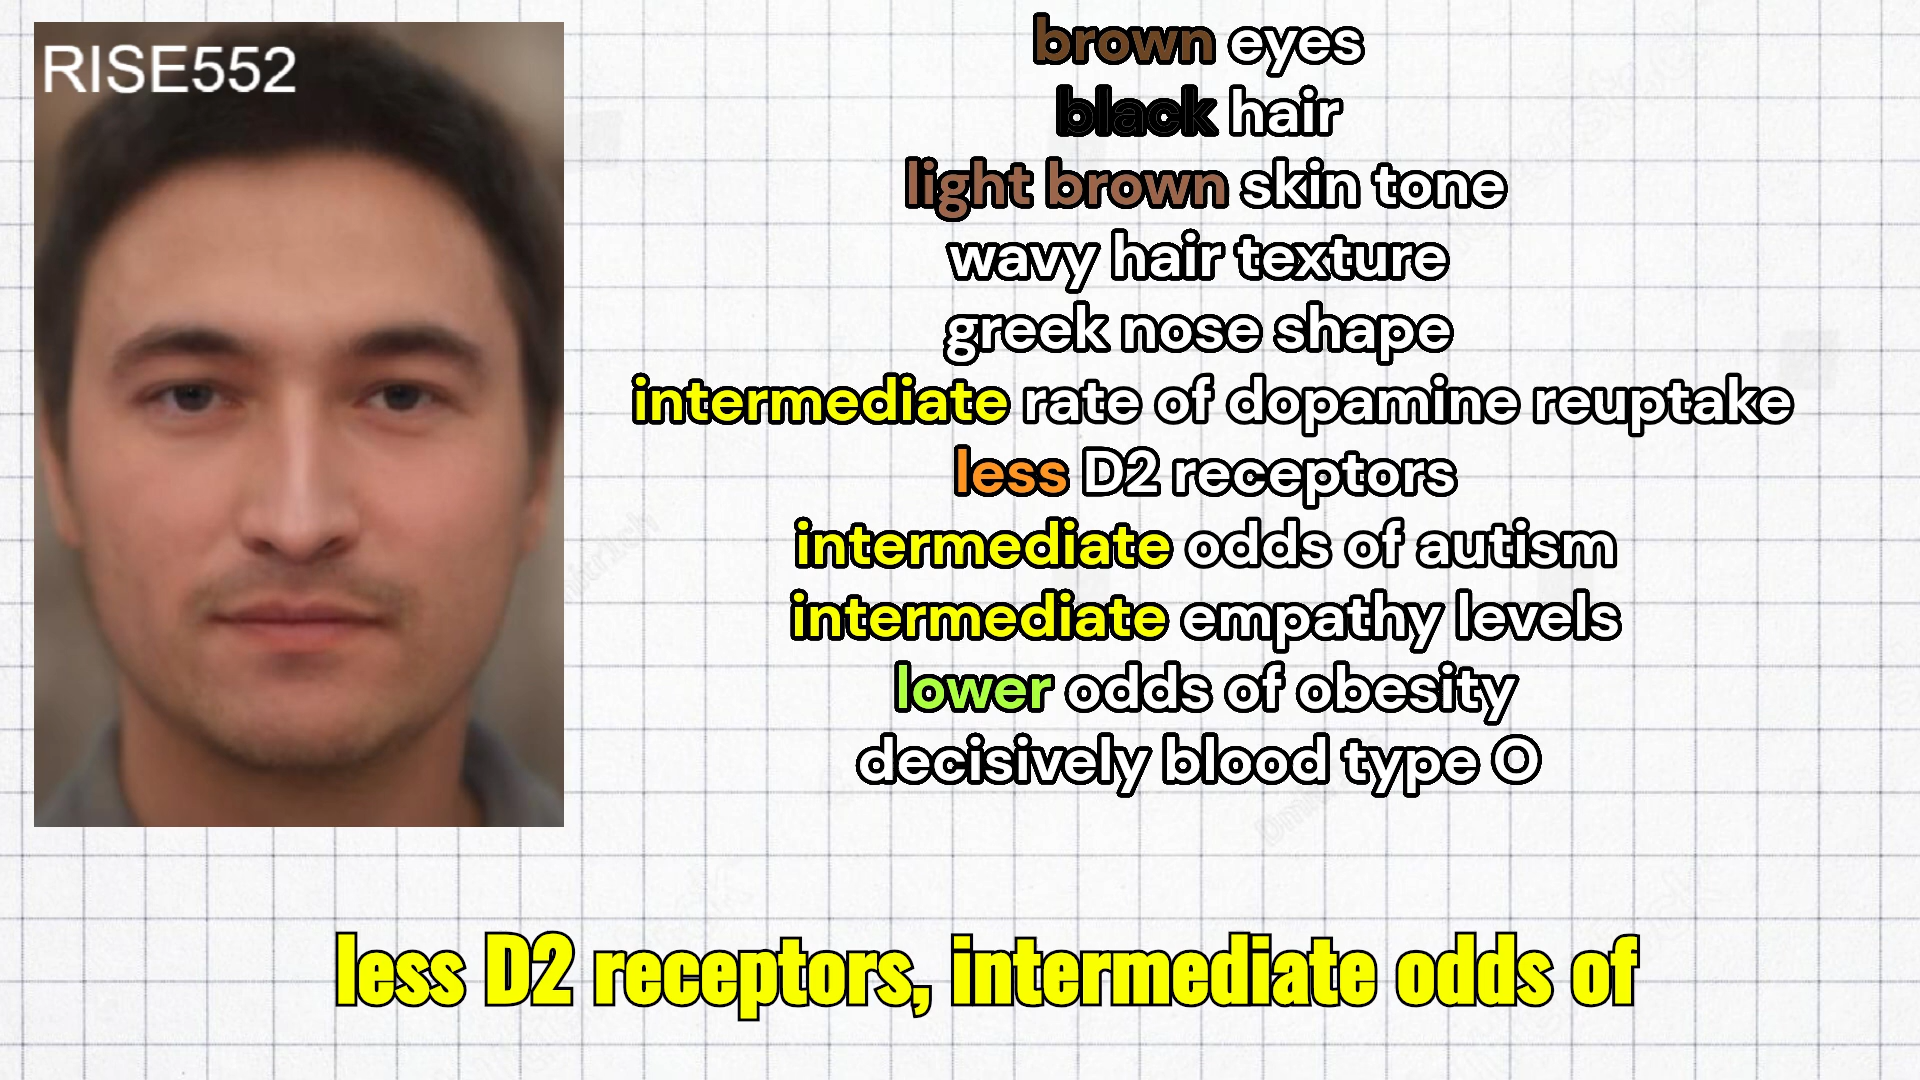 RISE552
brown eyes
black hair
light brown skin tone
wavy hair texture
greek nose shape
intermediate rate of dopamine reuptake
less D2 receptors
intermediate odds of autism
intermediate empathy levels
lower odds of obesity
decisively blood type O
less D2 receptors, intermediate odds of